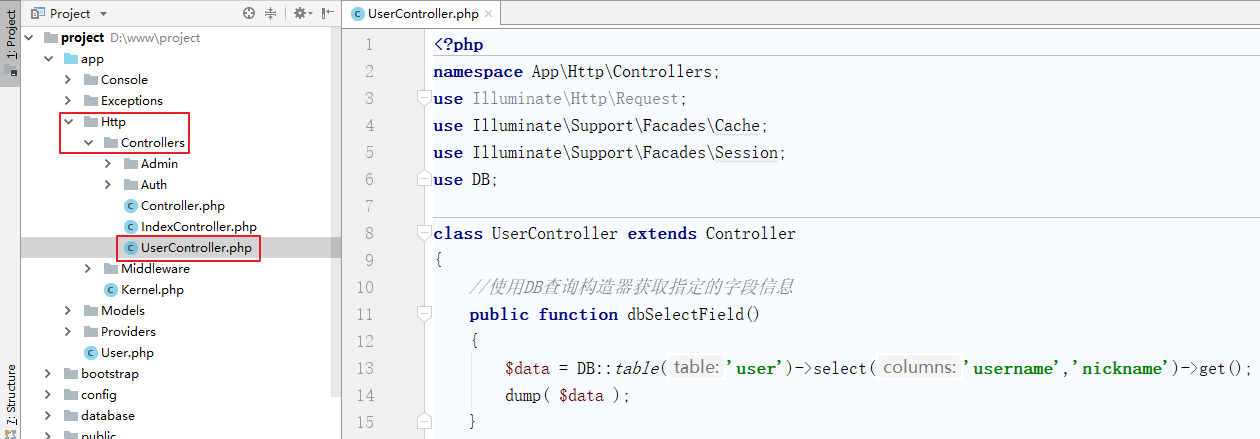 1: Project
7: Structure
Project
project D:\www\project
app
Console
Exceptions
Http
Controllers
Admin
Auth
Controller.php
IndexController.php
UserController.php
Middleware
Kernel.php
Models
Providers
User.php
bootstrap
config
database
public
UserController.php
1 <?php
2 namespace App\Http\Controllers;
3 use Illuminate\Http\Request;
4 use Illuminate\Support\Facades\Cache;
5 use Illuminate\Support\Facades\Session;
6 use DB;
7
8 class UserController extends Controller
9 {
10 //使用DB查询构造器获取指定的字段信息
11 public function dbSelectField()
12 {
13 $data = DB::table( table: 'user')->select( columns: 'username','nickname')->get();
14 dump( $data );
15 }